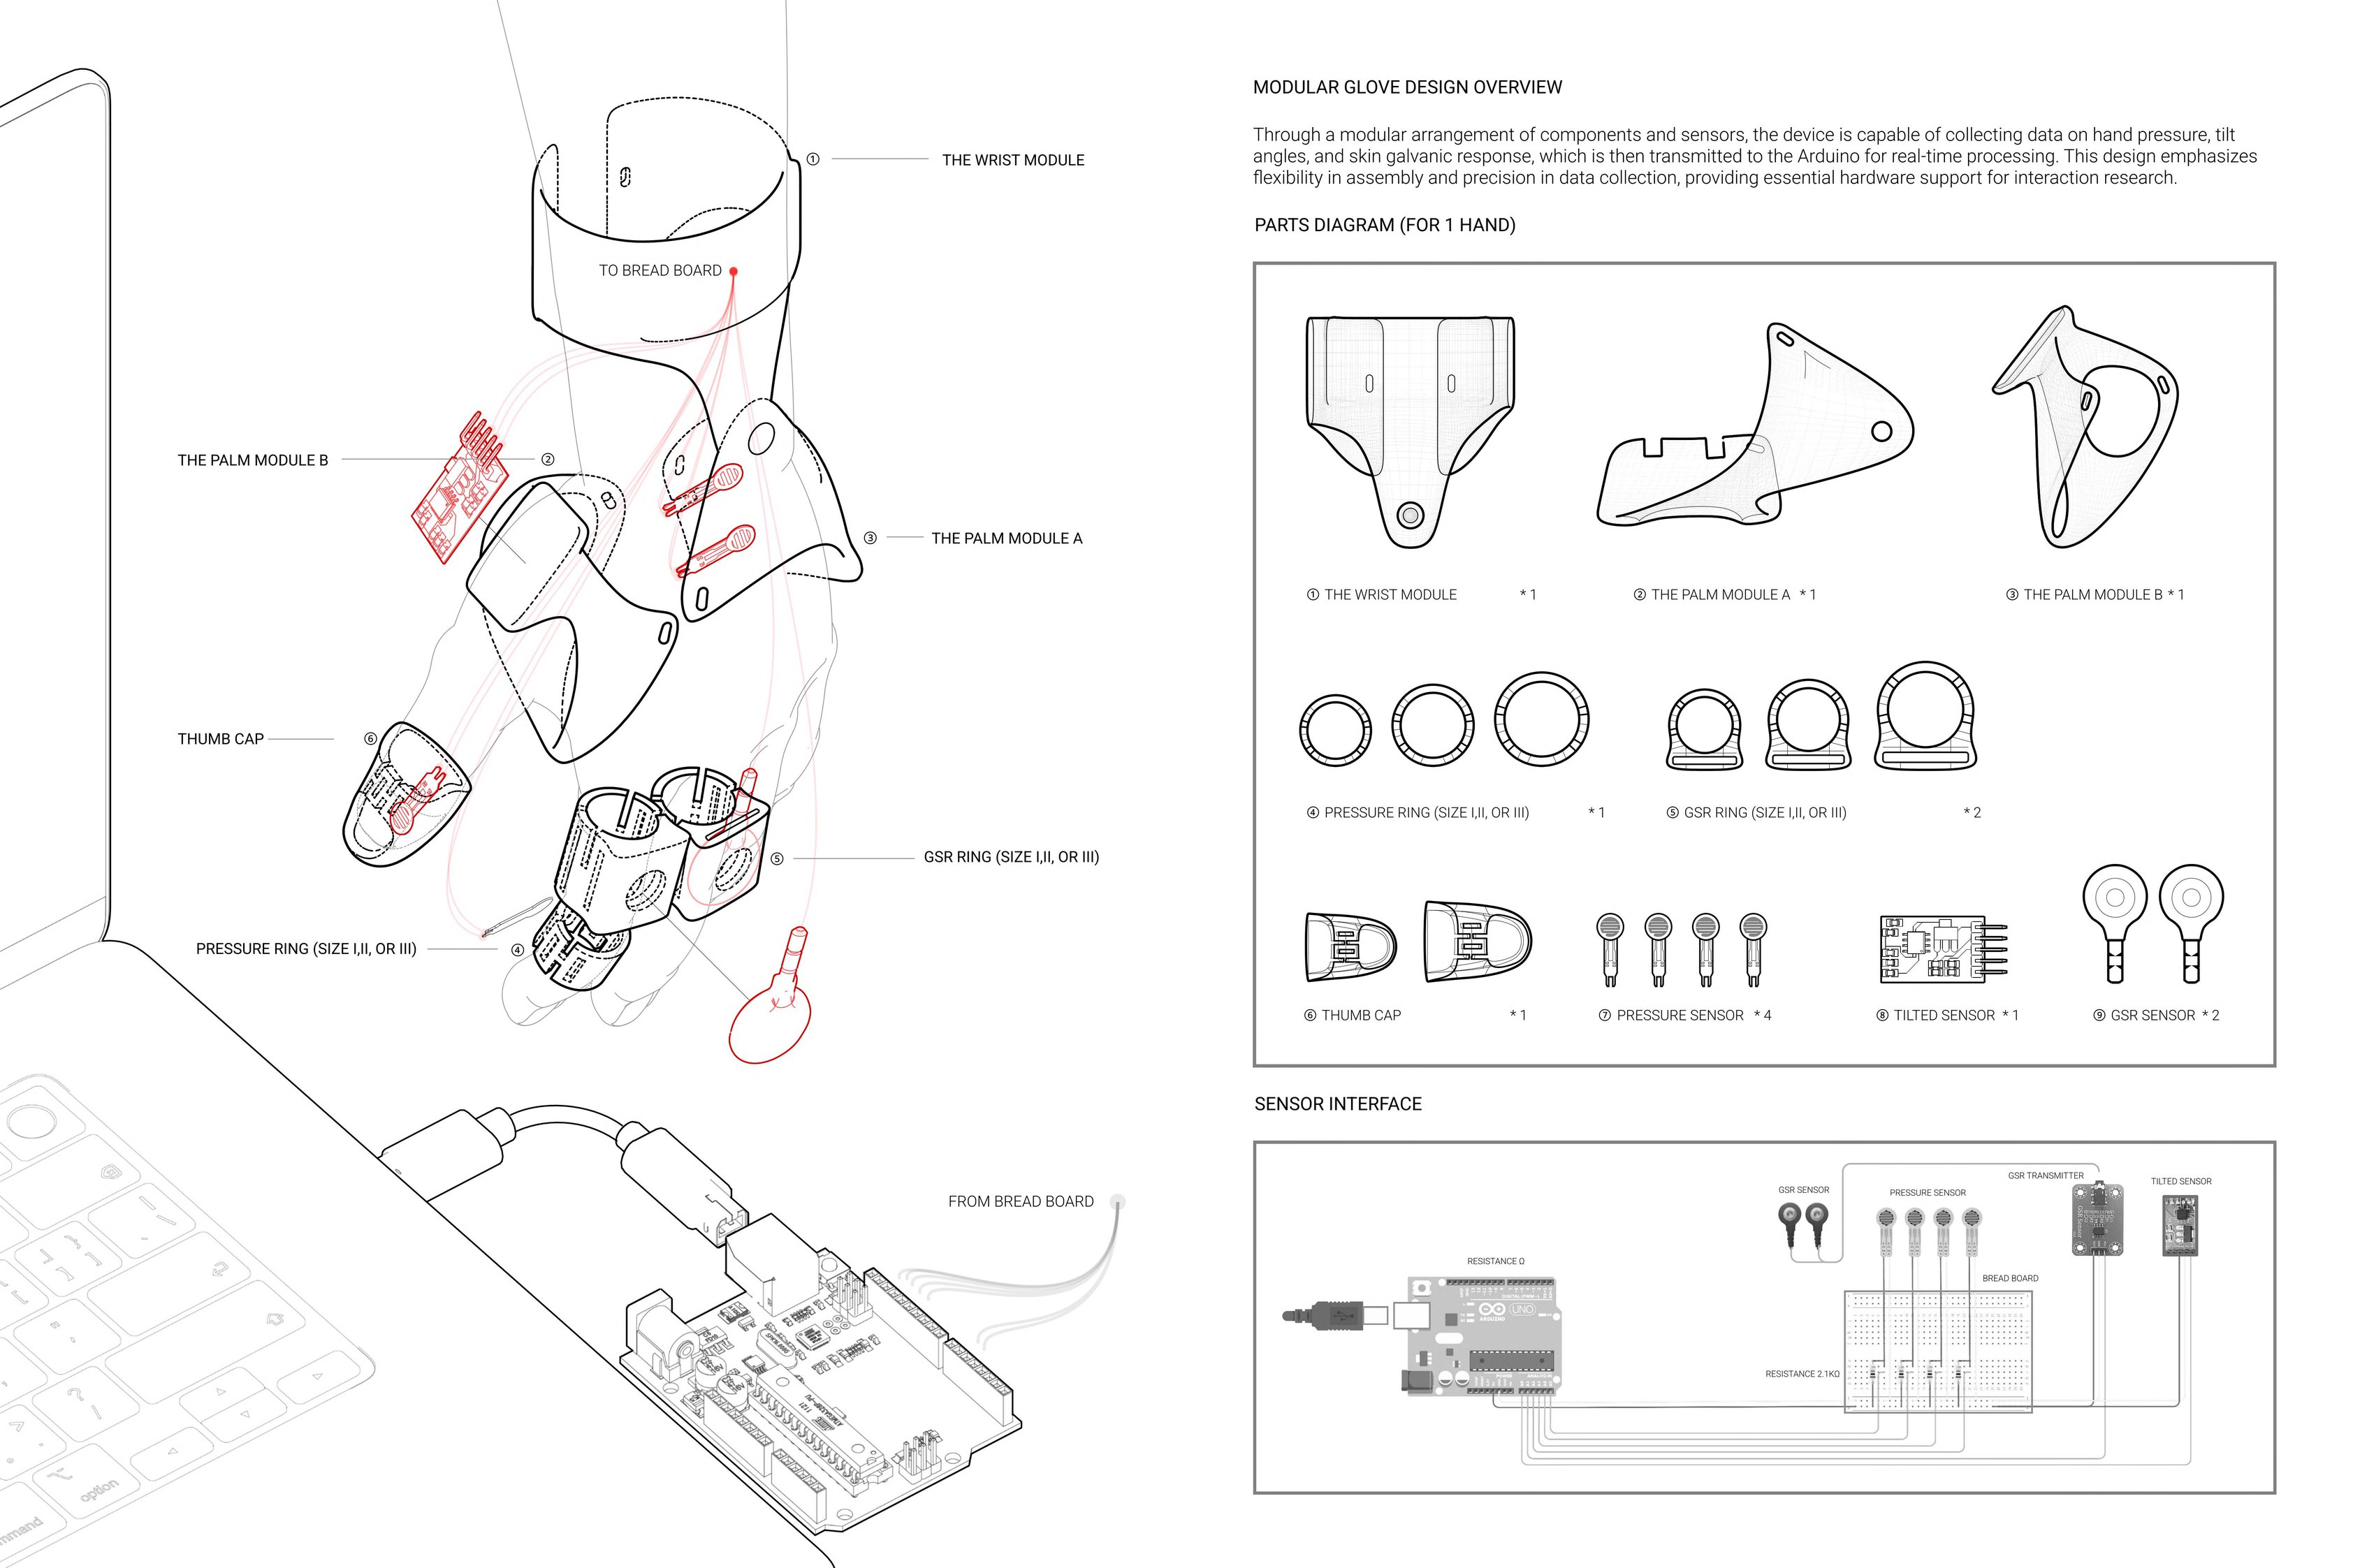 ① THE WRIST MODULE
TO BREAD BOARD
THE PALM MODULE B ②
③ THE PALM MODULE A
THUMB CAP ⑥
⑤ GSR RING (SIZE I,II, OR III)
PRESSURE RING (SIZE I,II, OR III) ④
FROM BREAD BOARD
option
mmand
MODULAR GLOVE DESIGN OVERVIEW
Through a modular arrangement of components and sensors, the device is capable of collecting data on hand pressure, tilt
angles, and skin galvanic response, which is then transmitted to the Arduino for real-time processing. This design emphasizes
flexibility in assembly and precision in data collection, providing essential hardware support for interaction research.
PARTS DIAGRAM (FOR 1 HAND)
① THE WRIST MODULE * 1
② THE PALM MODULE A * 1
③ THE PALM MODULE B * 1
④ PRESSURE RING (SIZE I,II, OR III) * 1
⑤ GSR RING (SIZE I,II, OR III) * 2
⑥ THUMB CAP * 1
⑦ PRESSURE SENSOR * 4
⑧ TILTED SENSOR * 1
⑨ GSR SENSOR * 2
SENSOR INTERFACE
GSR TRANSMITTER
TILTED SENSOR
GSR SENSOR
PRESSURE SENSOR
GSR Sensor
RESISTANCE Ω
BREAD BOARD
UNO
ARDUINO
RESISTANCE 2.1KΩ
POWER
ANALOG IN